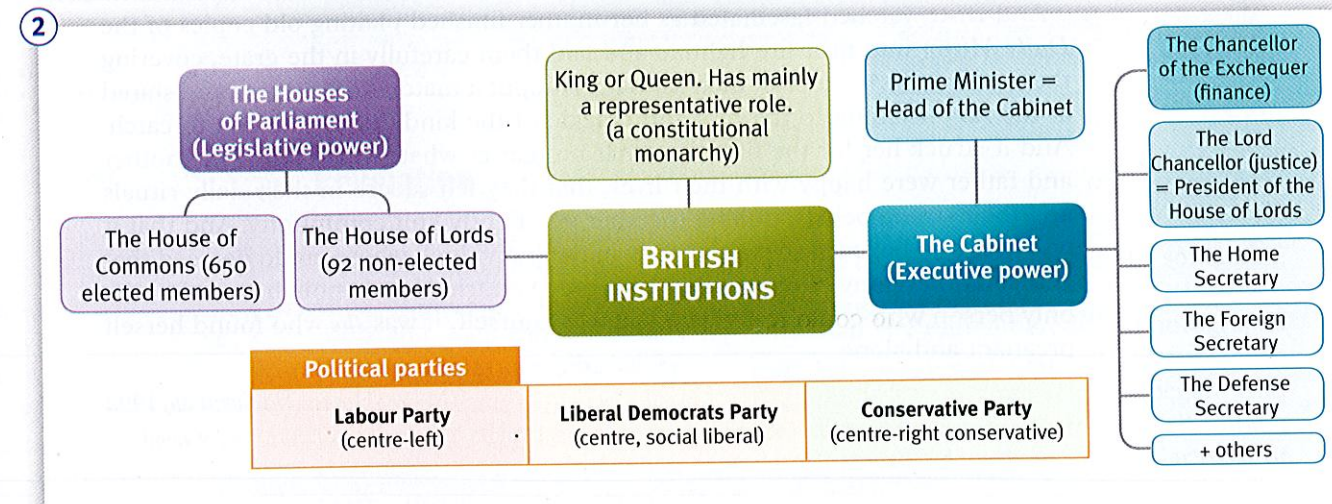 2
The Houses
of Parliament
(Legislative power)
The House of
Commons (650
elected members)
The House of Lords
(92 non-elected
members)
King or Queen. Has mainly
a representative role.
(a constitutional
monarchy)
BRITISH
INSTITUTIONS
Prime Minister =
Head of the Cabinet
The Cabinet
(Executive power)
The Chancellor
of the Exchequer
(finance)
The Lord
Chancellor (justice)
= President of the
House of Lords
The Home
Secretary
The Foreign
Secretary
The Defense
Secretary
+ others
Political parties
Labour Party
(centre-left)
Liberal Democrats Party
(centre, social liberal)
Conservative Party
(centre-right conservative)